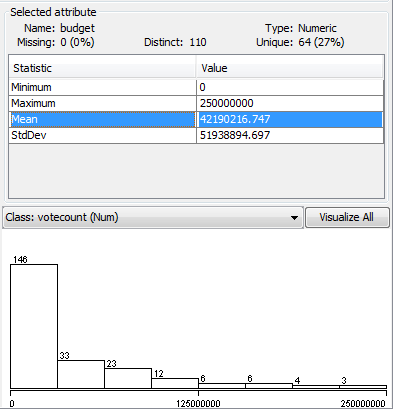 Selected attribute
Name: budget Type: Numeric
Missing: 0 (0%) Distinct: 110 Unique: 64 (27%)
Statistic Value
Minimum 0
Maximum 250000000
Mean 42190216.747
StdDev 51938894.697
Class: votecount (Num) Visualize All
146
33
23
12
6
6
4
3
0 125000000 250000000